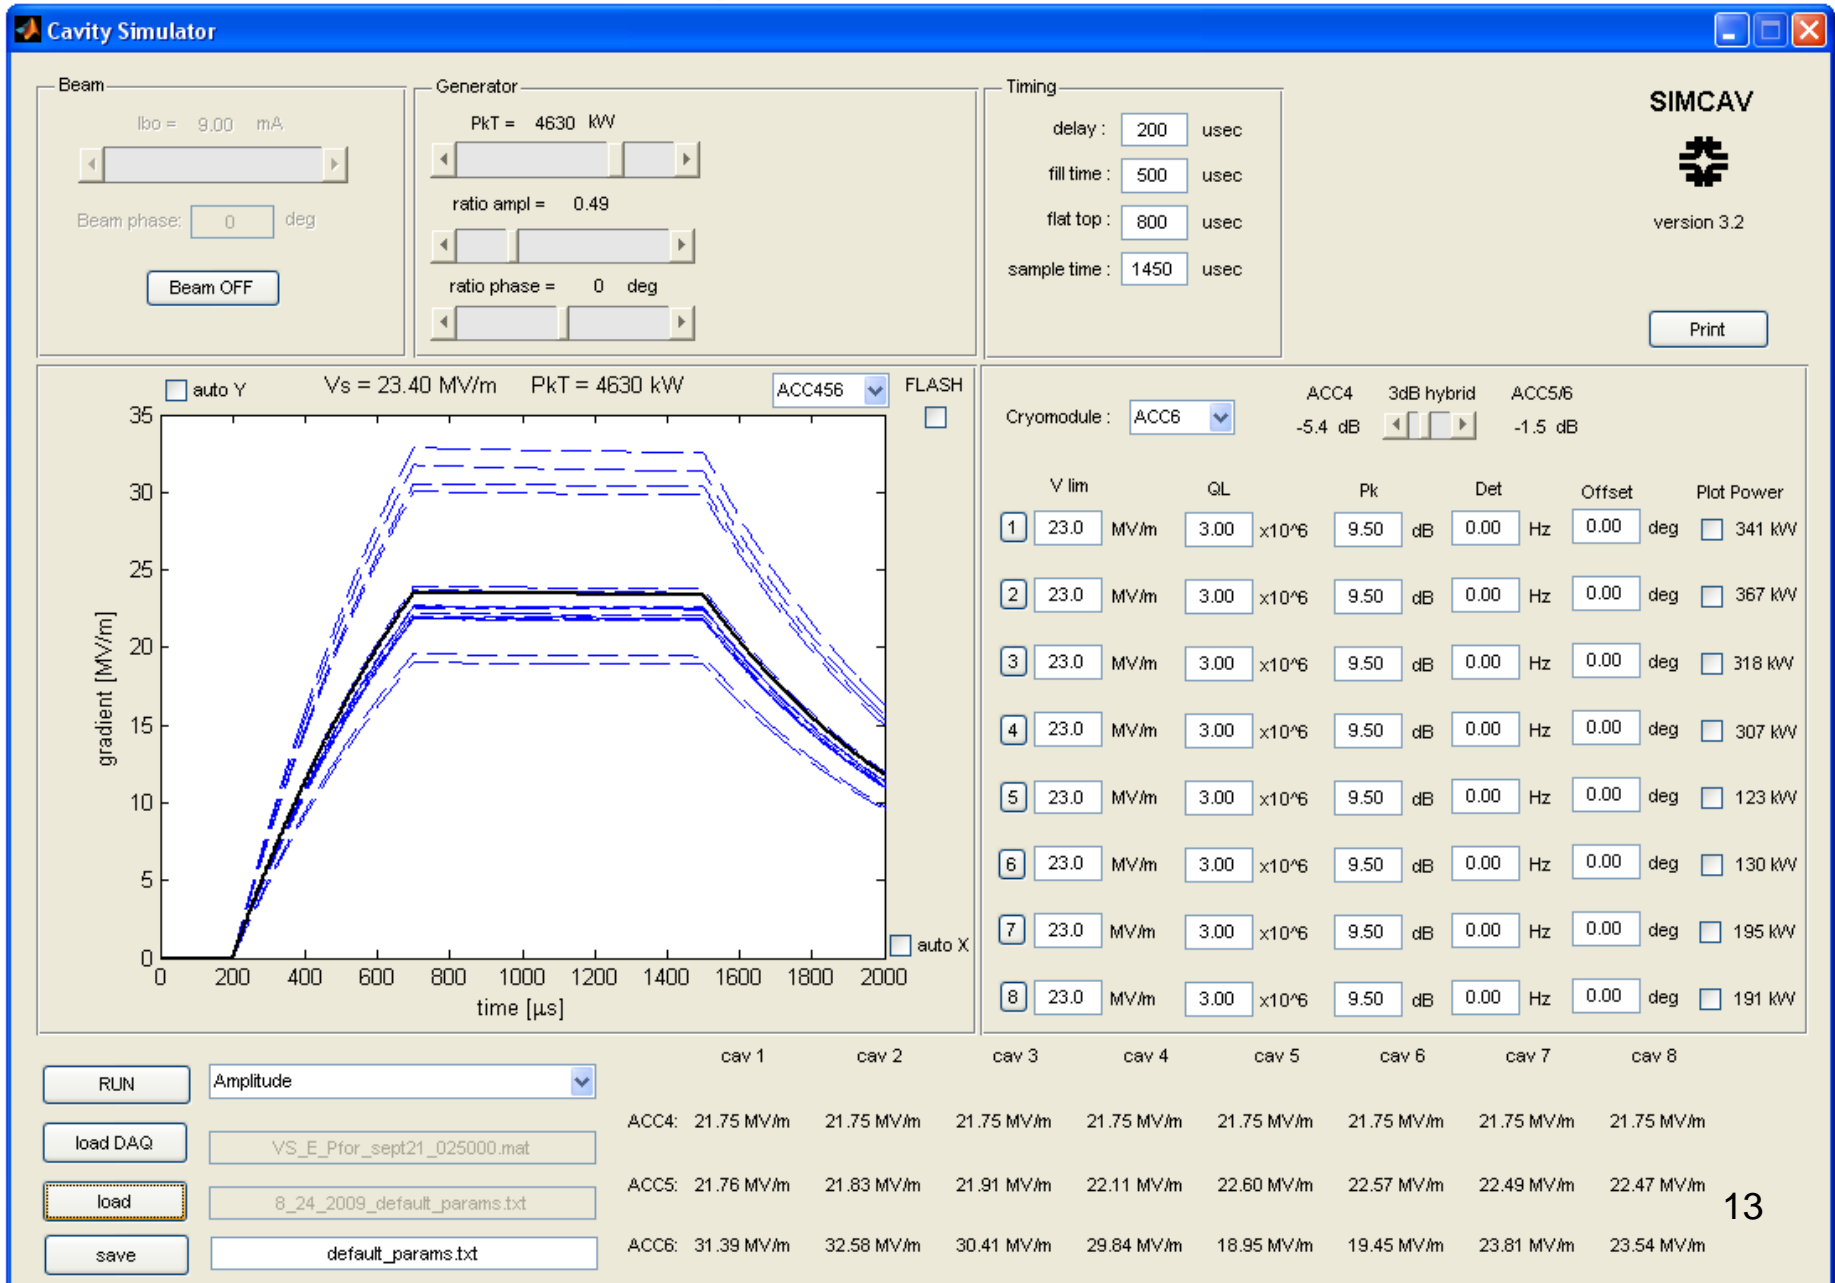 Cavity Simulator
Beam
Ibo = 9.00 mA
Beam phase: 0 deg
Beam OFF
Generator
PkT = 4630 kW
ratio ampl = 0.49
ratio phase = 0 deg
Timing
delay : 200 usec
fill time : 500 usec
flat top : 800 usec
sample time : 1450 usec
SIMCAV
version 3.2
Print
auto Y
Vs = 23.40 MV/m PkT = 4630 kW
ACC456
FLASH
35
30
25
20
15
10
5
0
gradient [MV/m]
0 200 400 600 800 1000 1200 1400 1600 1800 2000
time [µs]
auto X
Cryomodule : ACC6
ACC4 3dB hybrid ACC5/6
-5.4 dB -1.5 dB
V lim QL Pk Det Offset Plot Power
1 23.0 MV/m 3.00 x10^6 9.50 dB 0.00 Hz 0.00 deg 341 kW
2 23.0 MV/m 3.00 x10^6 9.50 dB 0.00 Hz 0.00 deg 367 kW
3 23.0 MV/m 3.00 x10^6 9.50 dB 0.00 Hz 0.00 deg 318 kW
4 23.0 MV/m 3.00 x10^6 9.50 dB 0.00 Hz 0.00 deg 307 kW
5 23.0 MV/m 3.00 x10^6 9.50 dB 0.00 Hz 0.00 deg 123 kW
6 23.0 MV/m 3.00 x10^6 9.50 dB 0.00 Hz 0.00 deg 130 kW
7 23.0 MV/m 3.00 x10^6 9.50 dB 0.00 Hz 0.00 deg 195 kW
8 23.0 MV/m 3.00 x10^6 9.50 dB 0.00 Hz 0.00 deg 191 kW
RUN
Amplitude
load DAQ
VS_E_Pfor_sept21_025000.mat
load
8_24_2009_default_params.txt
save
default_params.txt
cav 1 cav 2 cav 3 cav 4 cav 5 cav 6 cav 7 cav 8
ACC4: 21.75 MV/m 21.75 MV/m 21.75 MV/m 21.75 MV/m 21.75 MV/m 21.75 MV/m 21.75 MV/m 21.75 MV/m
ACC5: 21.76 MV/m 21.83 MV/m 21.91 MV/m 22.11 MV/m 22.60 MV/m 22.57 MV/m 22.49 MV/m 22.47 MV/m
ACC6: 31.39 MV/m 32.58 MV/m 30.41 MV/m 29.84 MV/m 18.95 MV/m 19.45 MV/m 23.81 MV/m 23.54 MV/m
13